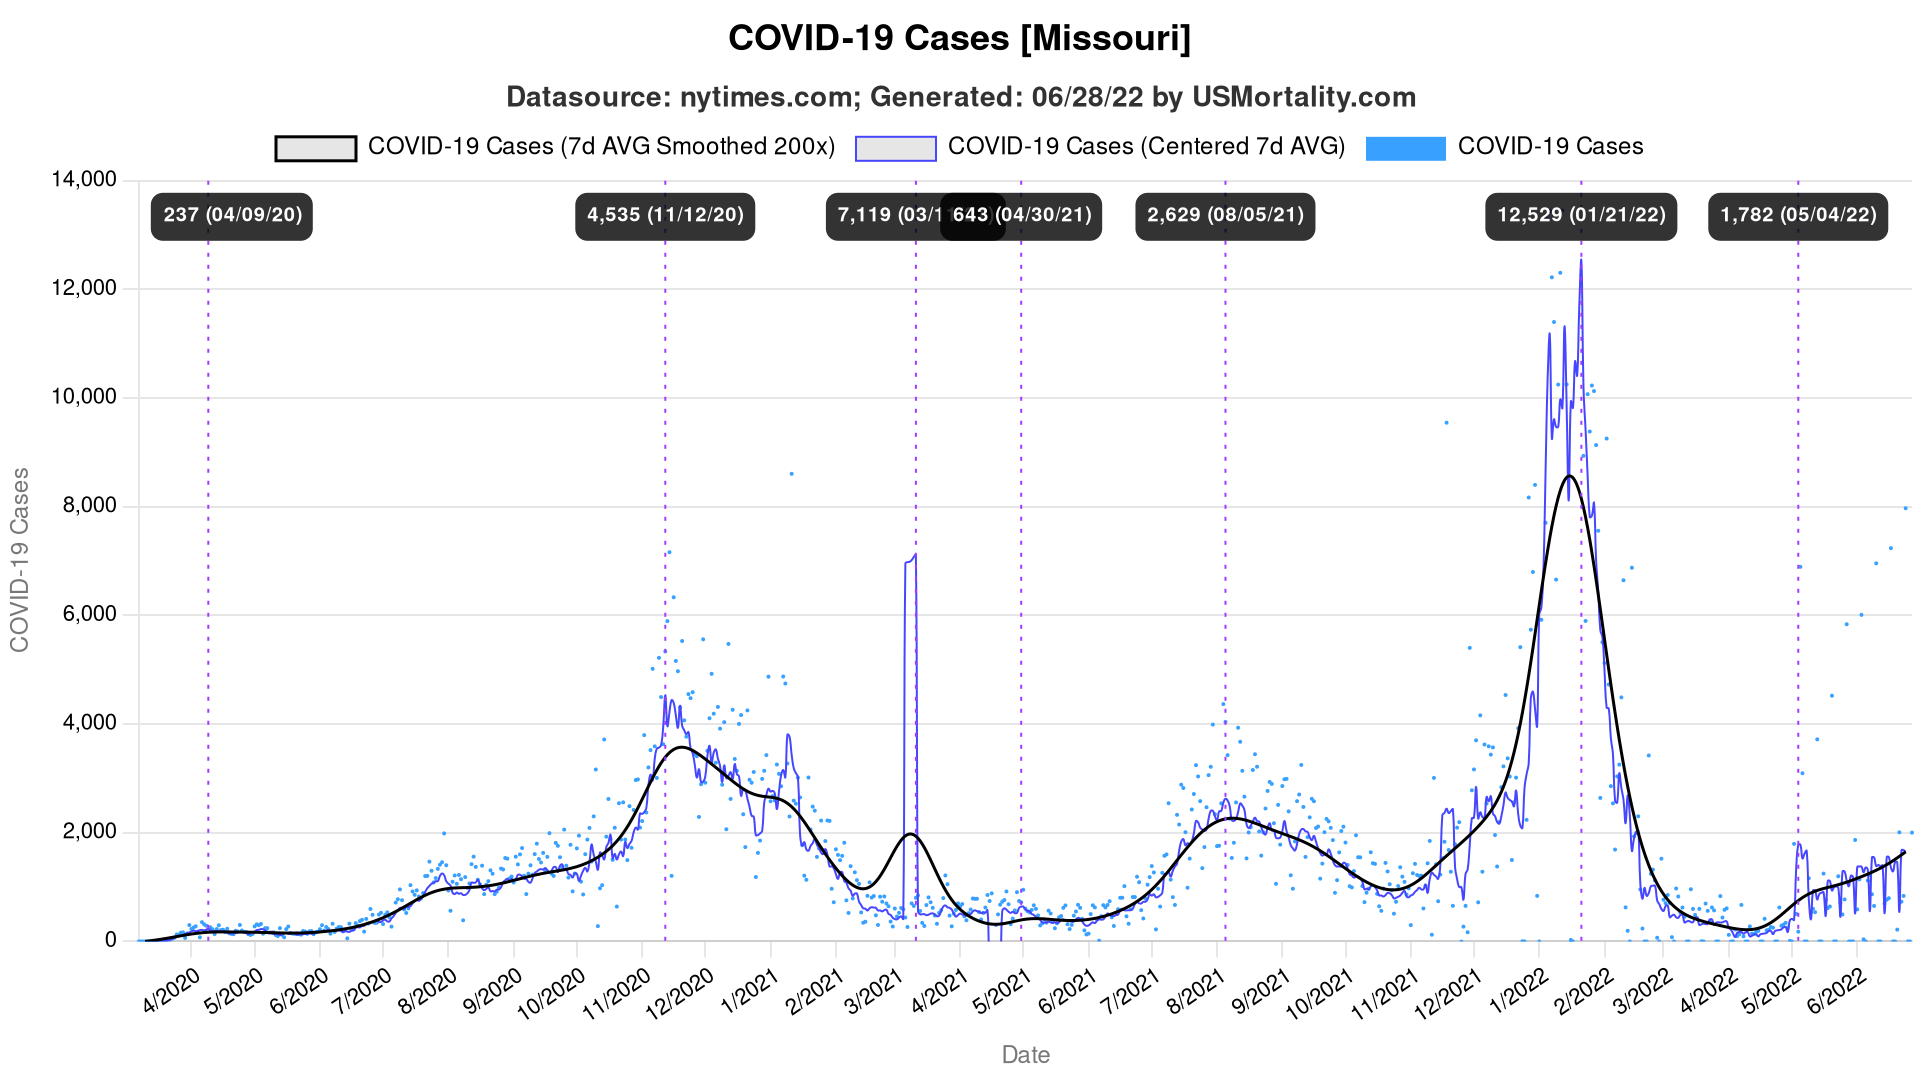 COVID-19 Cases [Missouri]
Datasource: nytimes.com; Generated: 06/28/22 by USMortality.com
COVID-19 Cases (7d AVG Smoothed 200x) COVID-19 Cases (Centered 7d AVG) COVID-19 Cases
14,000
237 (04/09/20) 4,535 (11/12/20) 7,119 643 (04/30/21) 2,629 (08/05/21) 12,529 (01/21/22) 1,782 (05/04/22)
12,000
10,000
8,000
6,000
4,000
2,000
0
COVID-19 Cases
4/2020 5/2020 6/2020 7/2020 8/2020 9/2020 10/2020 11/2020 12/2020 1/2021 2/2021 3/2021 4/2021 5/2021 6/2021 7/2021 8/2021 9/2021 10/2021 11/2021 12/2021 1/2022 2/2022 3/2022 4/2022 5/2022 6/2022
Date